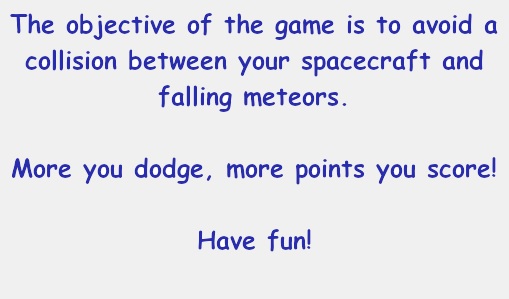 The objective of the game is to avoid a
collision between your spacecraft and
falling meteors.
More you dodge, more points you score!
Have fun!